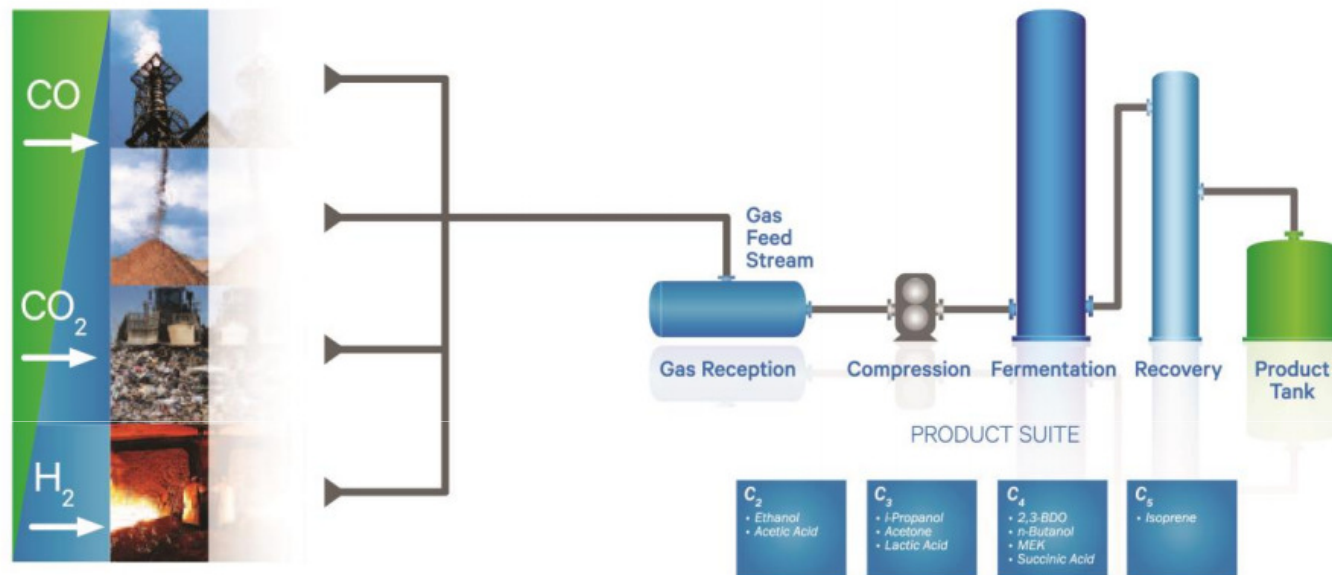 CO
CO₂
H₂
Gas
Feed
Stream
Gas Reception
Compression
Fermentation
Recovery
Product
Tank
PRODUCT SUITE
C₂
• Ethanol
• Acetic Acid
C₃
• i-Propanol
• Acetone
• Lactic Acid
C₄
• 2,3-BDO
• n-Butanol
• MEK
• Succinic Acid
C₅
• Isoprene